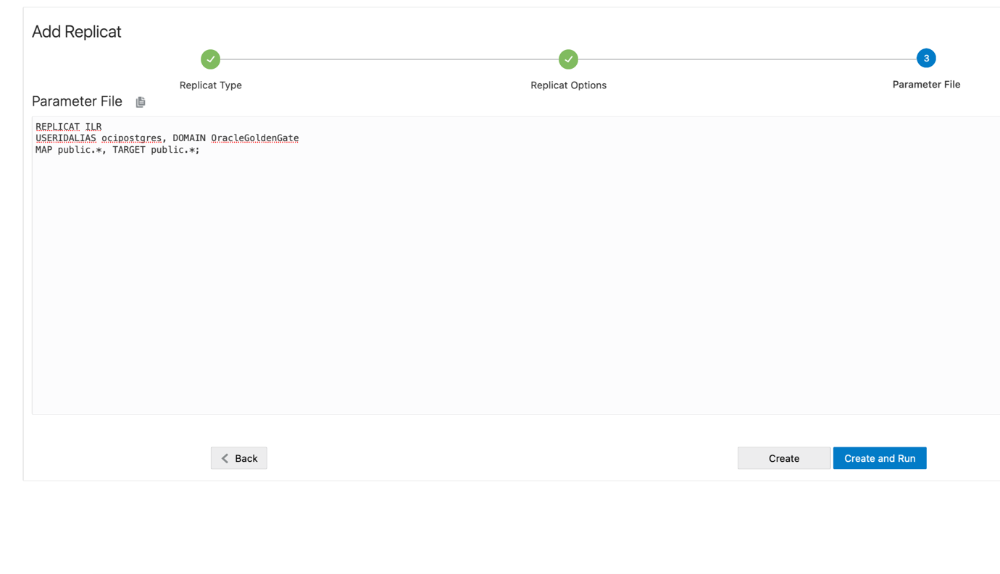 Add Replicat
3
Replicat Type
Replicat Options
Parameter File
Parameter File
REPLICAT ILR
USERIDALIAS ocipostgres, DOMAIN OracleGoldenGate
MAP public.*, TARGET public.*;
Back
Create
Create and Run